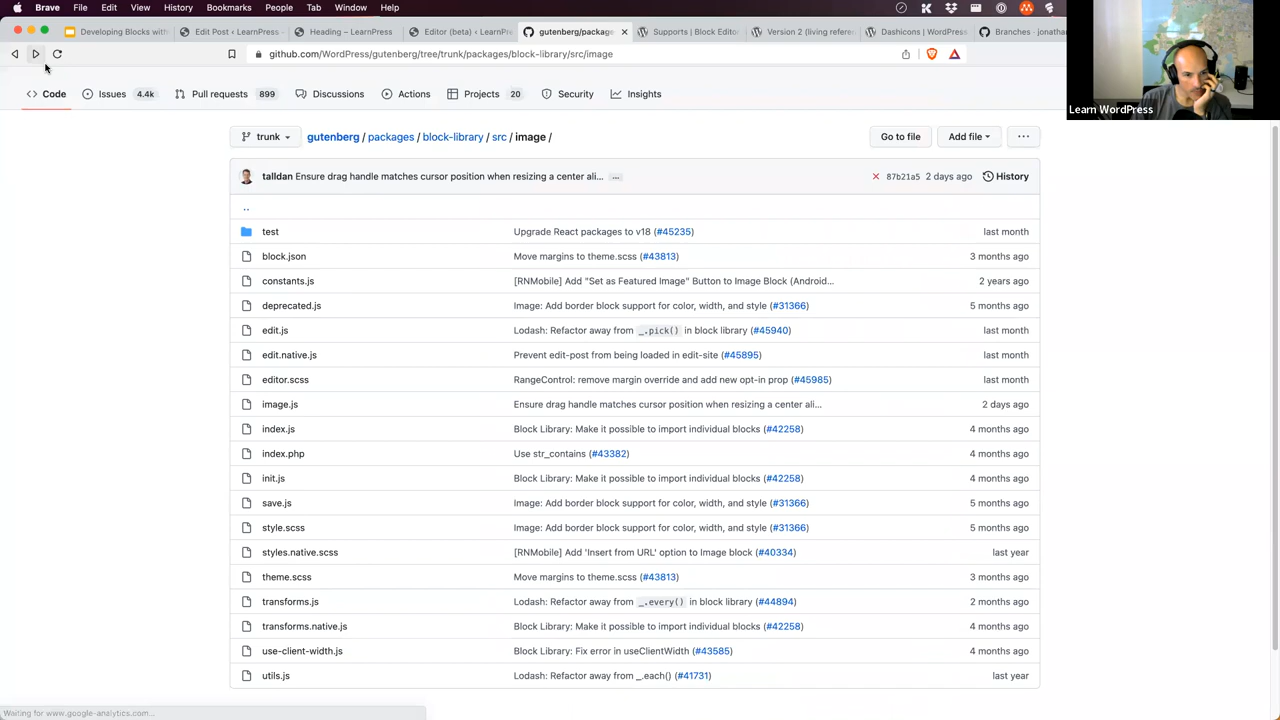 Brave File Edit View History Bookmarks People Tab Window Help
Developing Blocks with Edit Post ‹ LearnPress Heading – LearnPress Editor (beta) ‹ LearnPr gutenberg/package Supports | Block Editor Version 2 (living refere Dashicons | WordPress Branches · jonathan
github.com/WordPress/gutenberg/tree/trunk/packages/block-library/src/image
Learn WordPress
Code Issues 4.4k Pull requests 899 Discussions Actions Projects 20 Security Insights
trunk gutenberg / packages / block-library / src / image / Go to file Add file ...
talldan Ensure drag handle matches cursor position when resizing a center ali... ... 87b21a5 2 days ago History
..
test Upgrade React packages to v18 (#45235) last month
block.json Move margins to theme.scss (#43813) 3 months ago
constants.js [RNMobile] Add "Set as Featured Image" Button to Image Block (Android... 2 years ago
deprecated.js Image: Add border block support for color, width, and style (#31366) 5 months ago
edit.js Lodash: Refactor away from _.pick() in block library (#45940) last month
edit.native.js Prevent edit-post from being loaded in edit-site (#45895) last month
editor.scss RangeControl: remove margin override and add new opt-in prop (#45985) last month
image.js Ensure drag handle matches cursor position when resizing a center ali... 2 days ago
index.js Block Library: Make it possible to import individual blocks (#42258) 4 months ago
index.php Use str_contains (#43382) 4 months ago
init.js Block Library: Make it possible to import individual blocks (#42258) 4 months ago
save.js Image: Add border block support for color, width, and style (#31366) 5 months ago
style.scss Image: Add border block support for color, width, and style (#31366) 5 months ago
styles.native.scss [RNMobile] Add 'Insert from URL' option to Image block (#40334) last year
theme.scss Move margins to theme.scss (#43813) 3 months ago
transforms.js Lodash: Refactor away from _.every() in block library (#44894) 2 months ago
transforms.native.js Block Library: Make it possible to import individual blocks (#42258) 4 months ago
use-client-width.js Block Library: Fix error in useClientWidth (#43585) 4 months ago
utils.js Lodash: Refactor away from _.each() (#41731) last year
Waiting for www.google-analytics.com...